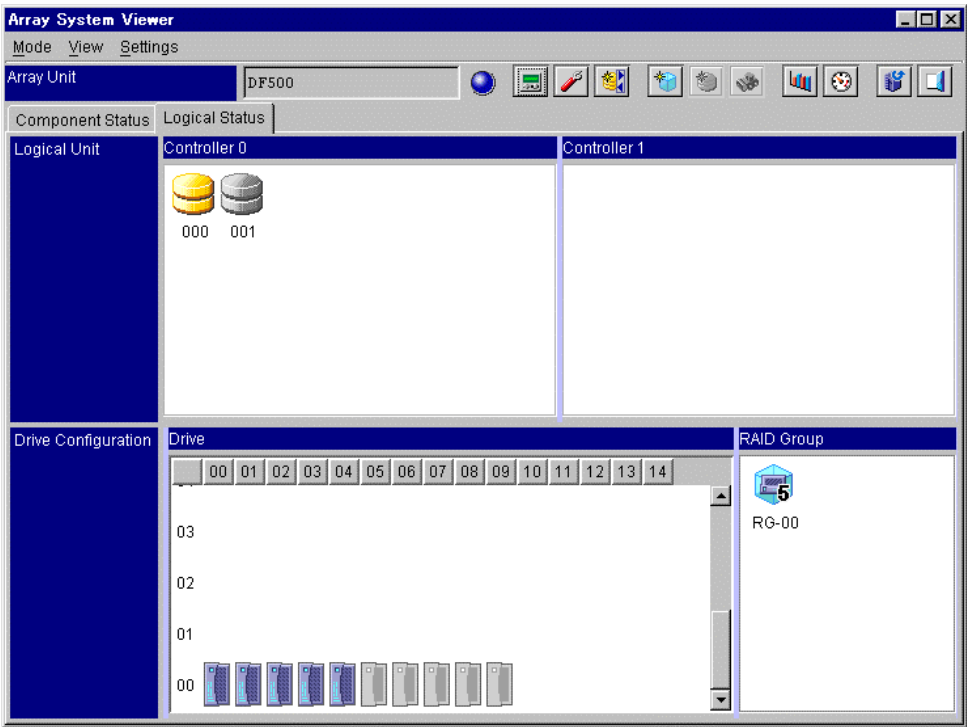 Array System Viewer
Mode View Settings
Array Unit DF500
Component Status Logical Status
Logical Unit Controller 0 Controller 1
000 001
Drive Configuration Drive RAID Group
00 01 02 03 04 05 06 07 08 09 10 11 12 13 14
5
RG-00
03
02
01
00